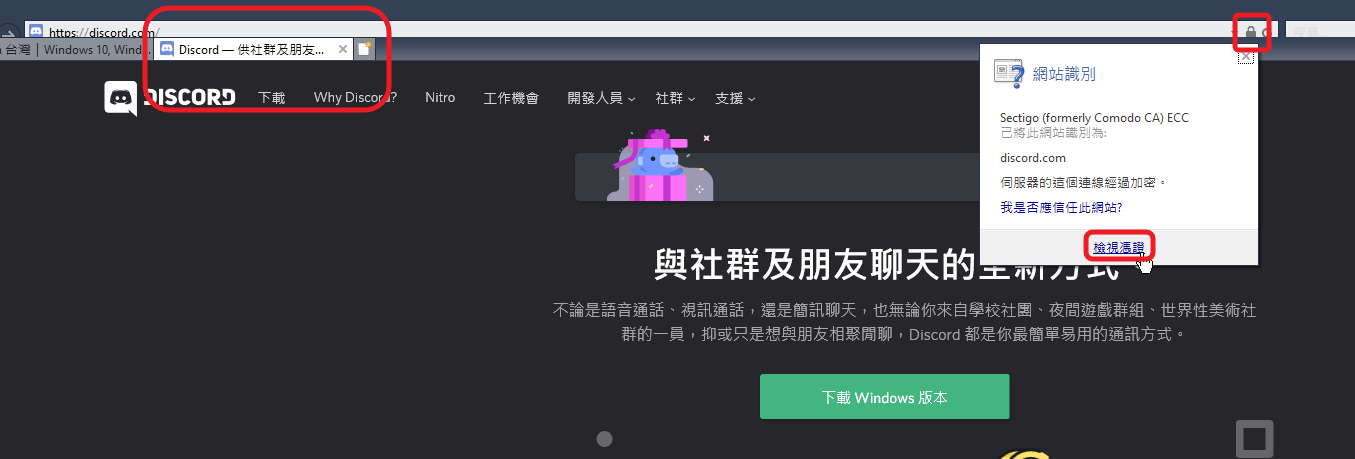 https://discord.com/
台灣 | Windows 10, Wind...
Discord — 供社群及朋友...
DISCORD
下載
Why Discord?
Nitro
工作機會
開發人員
社群
支援
網站識別
Sectigo (formerly Comodo CA) ECC
已將此網站識別為:
discord.com
伺服器的這個連線經過加密。
我是否應信任此網站?
檢視憑證
與社群及朋友聊天的全新方式
不論是語音通話、視訊通話，還是簡訊聊天，也無論你來自學校社團、夜間遊戲群組、世界性美術社
群的一員，抑或只是想與朋友相聚閒聊，Discord 都是你最簡單易用的通訊方式。
下載 Windows 版本